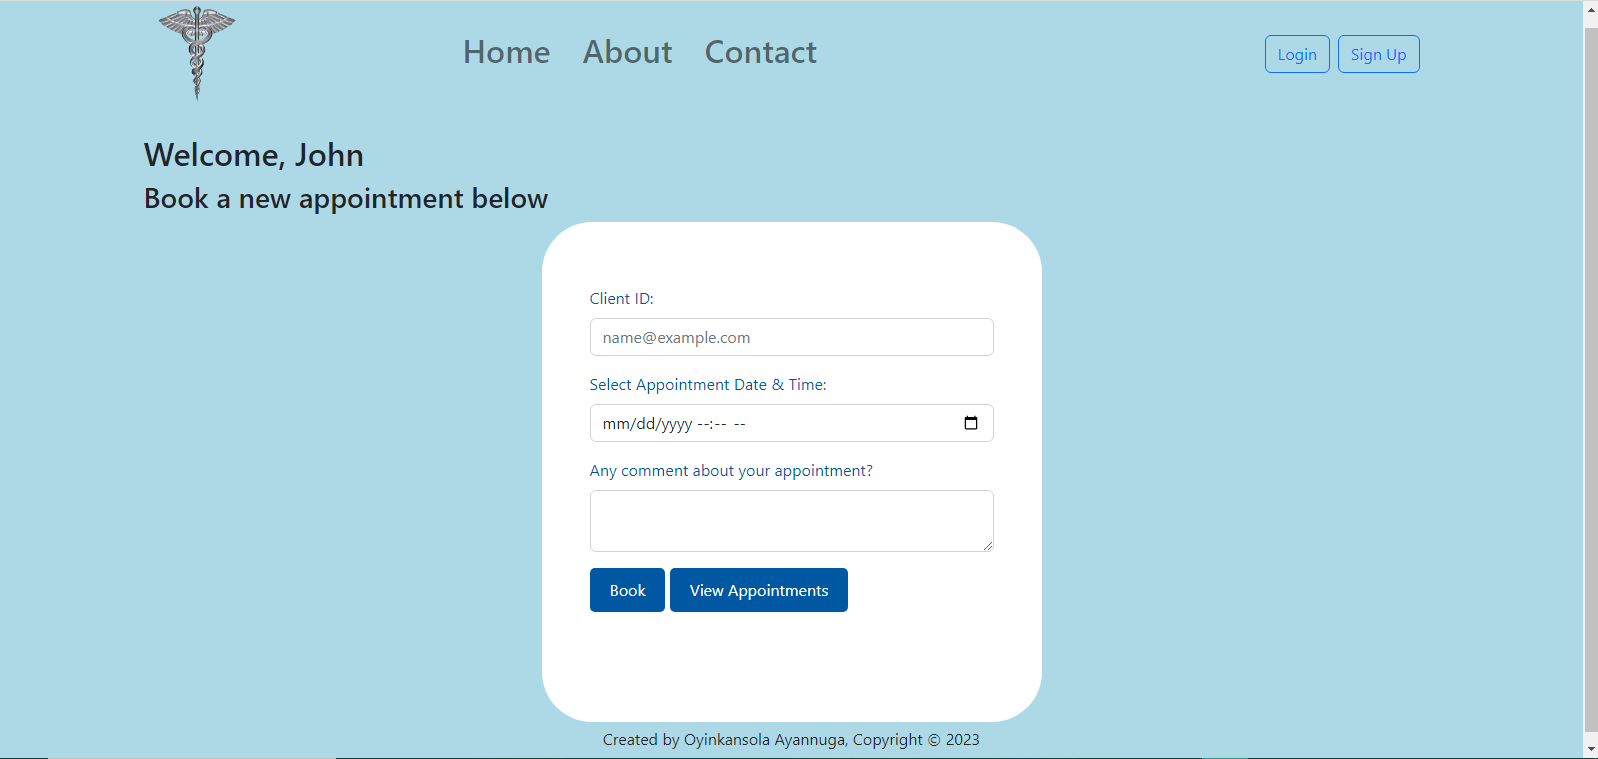 Home About Contact Login Sign Up
Welcome, John
Book a new appointment below
Client ID:
name@example.com
Select Appointment Date & Time:
mm/dd/yyyy --:-- --
Any comment about your appointment?
Book View Appointments
Created by Oyinkansola Ayannuga, Copyright © 2023